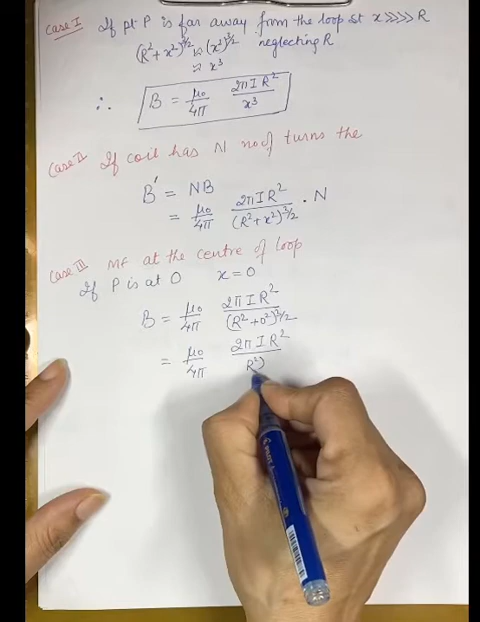 Case I If pt P is far away from the loop st x >>>> R
(R² + x²)^3/2 ≈ (x²)^3/2 neglecting R
≈ x³
∴ B = μ₀/4π 2πIR²/x³
Case II If coil has N no of turns the
B' = NB
= μ₀/4π 2πIR²/(R² + x²)^3/2 . N
Case III MF at the centre of loop
If P is at O x = 0
B = μ₀/4π 2πIR²/(R² + 0²)^3/2
= μ₀/4π 2πIR²/R²)